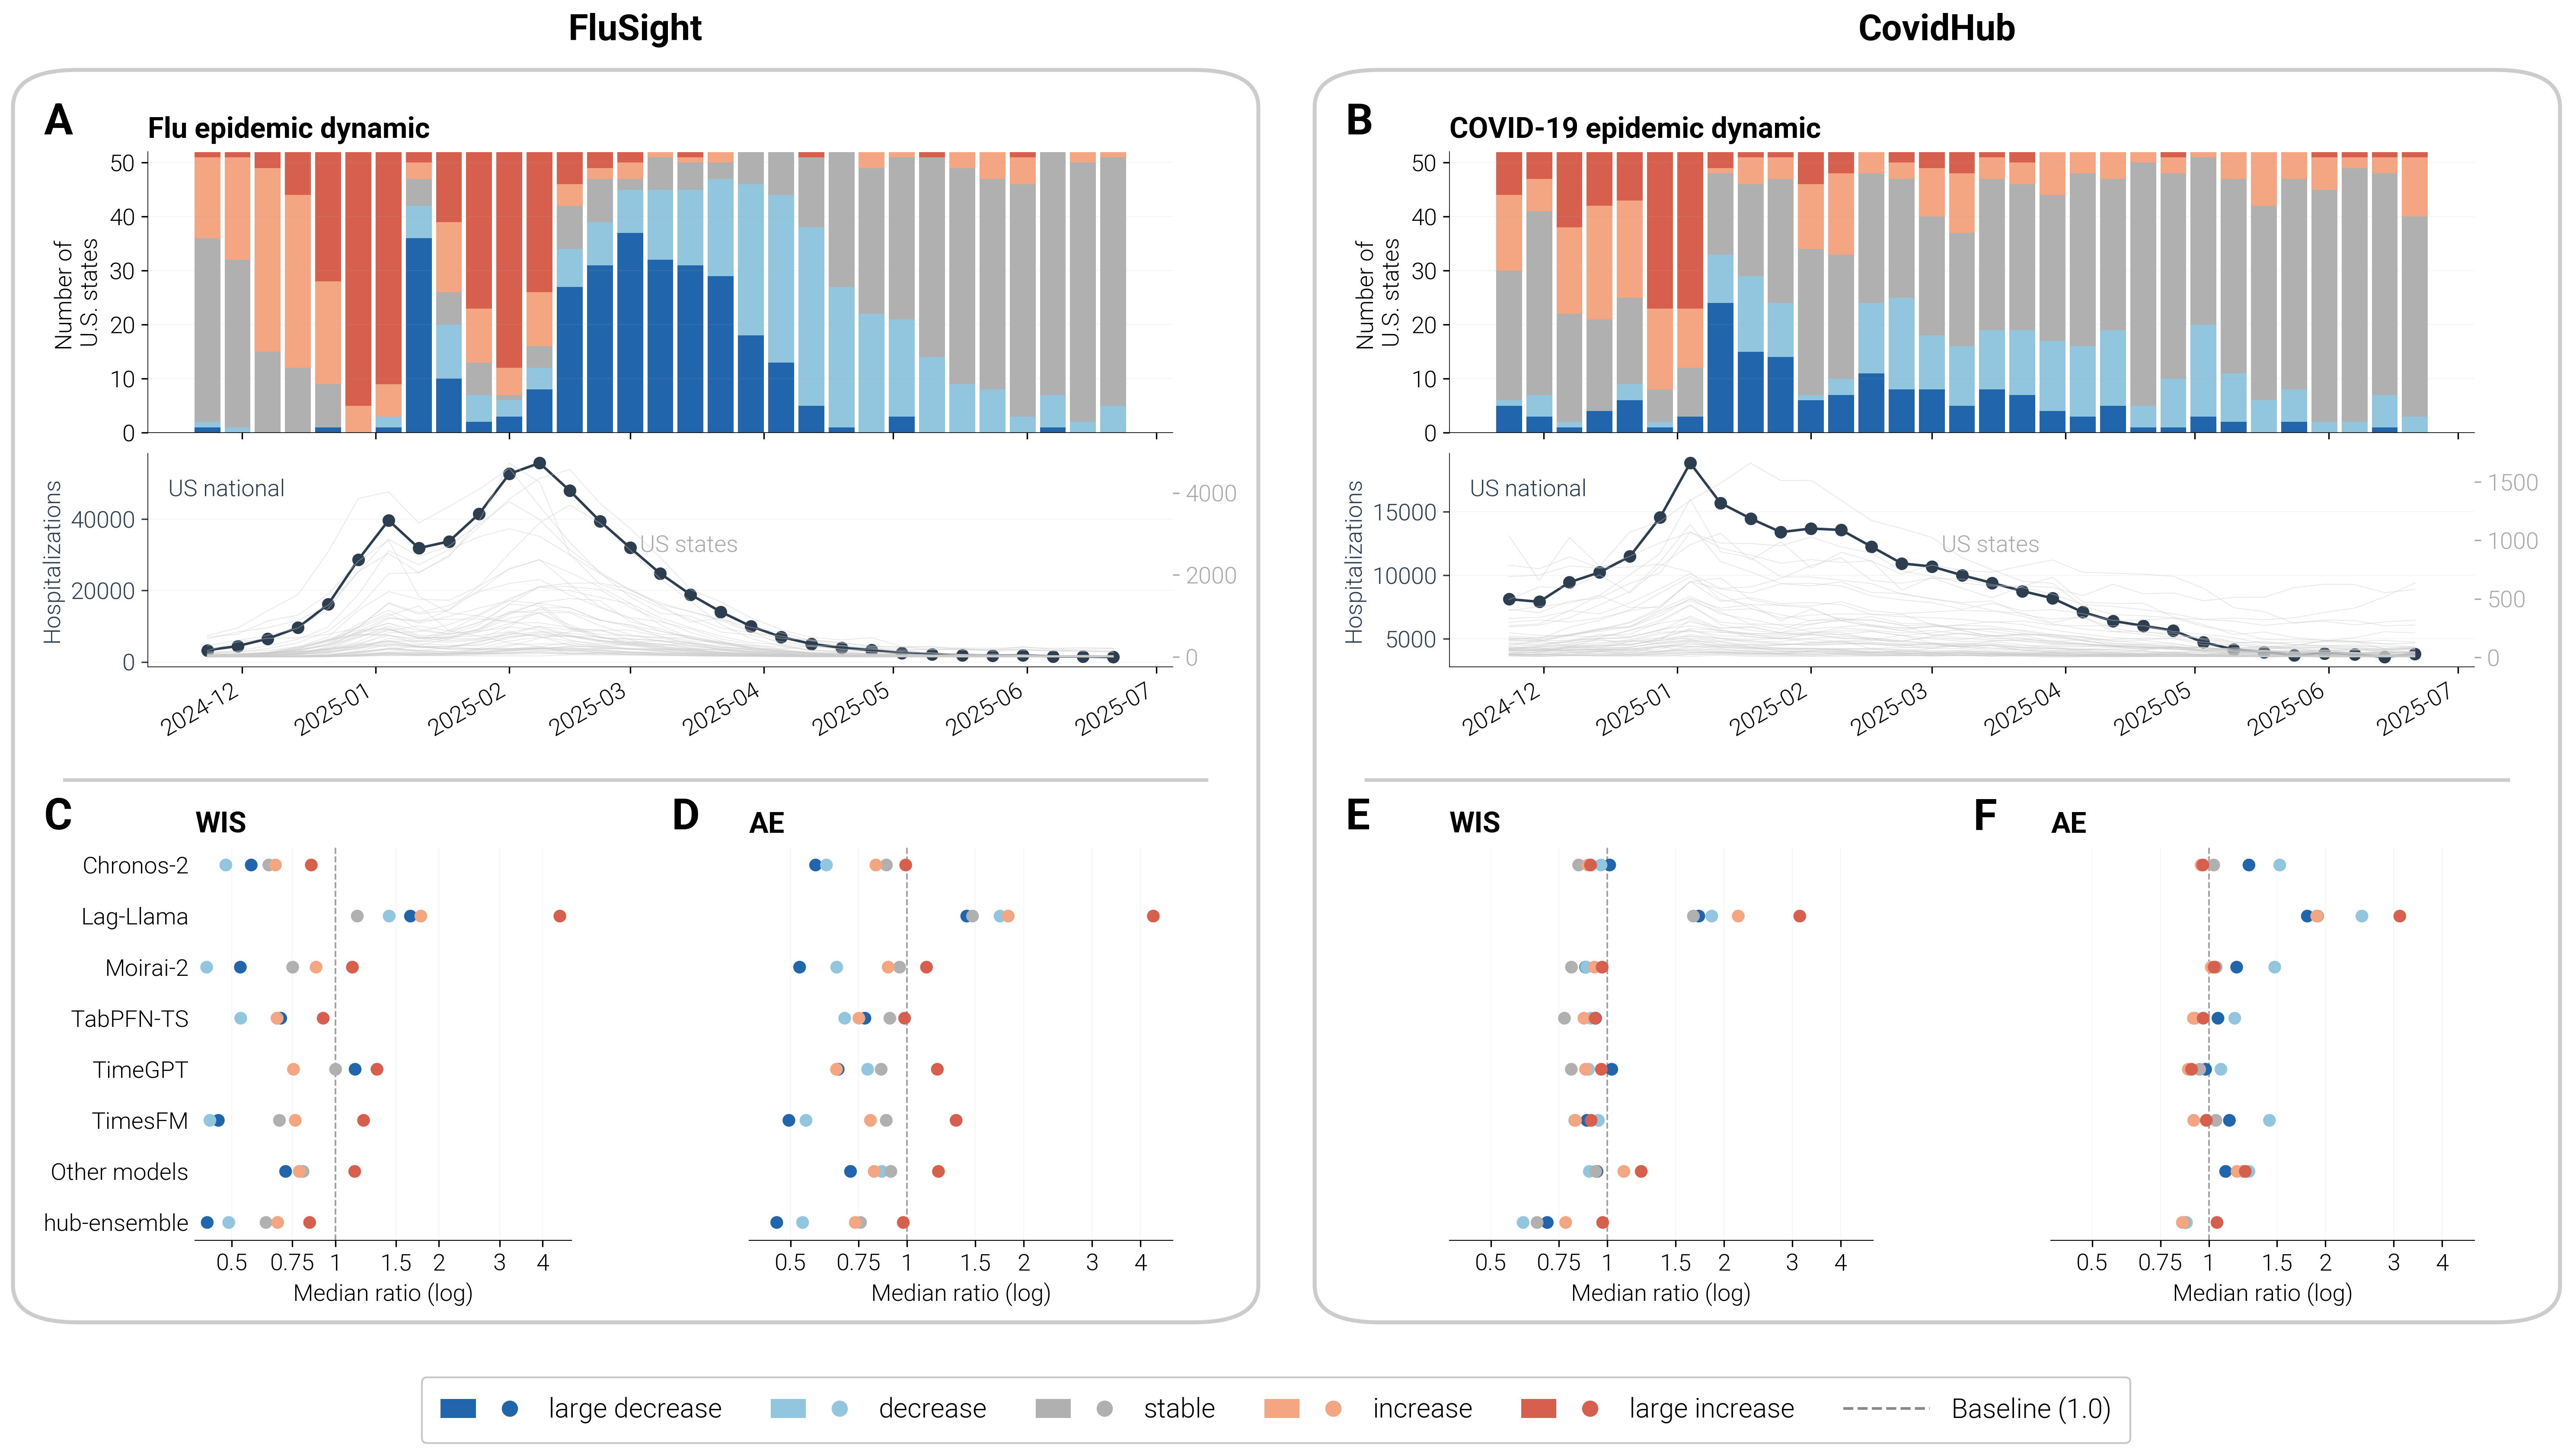 FluSight
CovidHub
A
Flu epidemic dynamic
50
40
30
20
10
0
Number of
U.S. states
US national
US states
Hospitalizations
40000
20000
0
4000
2000
0
2024-12
2025-01
2025-02
2025-03
2025-04
2025-05
2025-06
2025-07
B
COVID-19 epidemic dynamic
50
40
30
20
10
0
Number of
U.S. states
US national
US states
Hospitalizations
15000
10000
5000
1500
1000
500
0
2024-12
2025-01
2025-02
2025-03
2025-04
2025-05
2025-06
2025-07
C
WIS
Chronos-2
Lag-Llama
Moirai-2
TabPFN-TS
TimeGPT
TimesFM
Other models
hub-ensemble
0.5 0.75 1 1.5 2 3 4
Median ratio (log)
D
AE
0.5 0.75 1 1.5 2 3 4
Median ratio (log)
E
WIS
0.5 0.75 1 1.5 2 3 4
Median ratio (log)
F
AE
0.5 0.75 1 1.5 2 3 4
Median ratio (log)
large decrease decrease stable increase large increase Baseline (1.0)